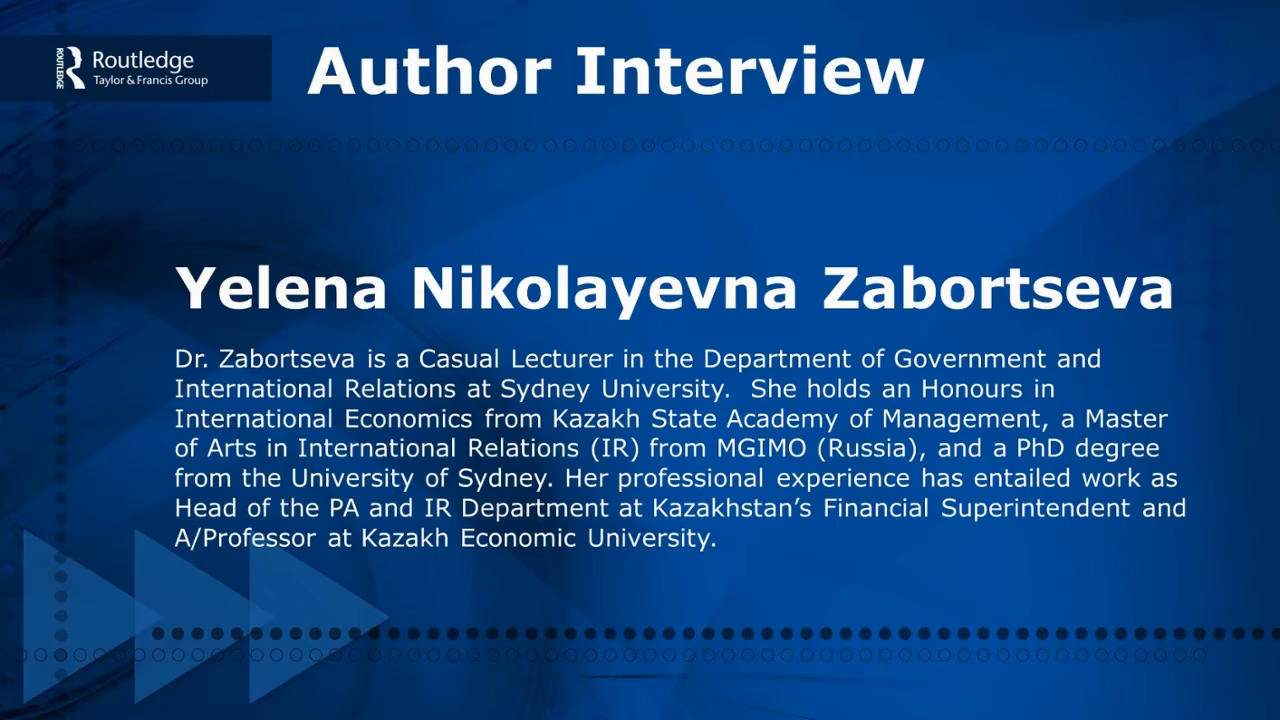 ROUTLEDGE
Routledge
Taylor & Francis Group
Author Interview
Yelena Nikolayevna Zabortseva
Dr. Zabortseva is a Casual Lecturer in the Department of Government and
International Relations at Sydney University.  She holds an Honours in
International Economics from Kazakh State Academy of Management, a Master
of Arts in International Relations (IR) from MGIMO (Russia), and a PhD degree
from the University of Sydney. Her professional experience has entailed work as
Head of the PA and IR Department at Kazakhstan’s Financial Superintendent and
A/Professor at Kazakh Economic University.